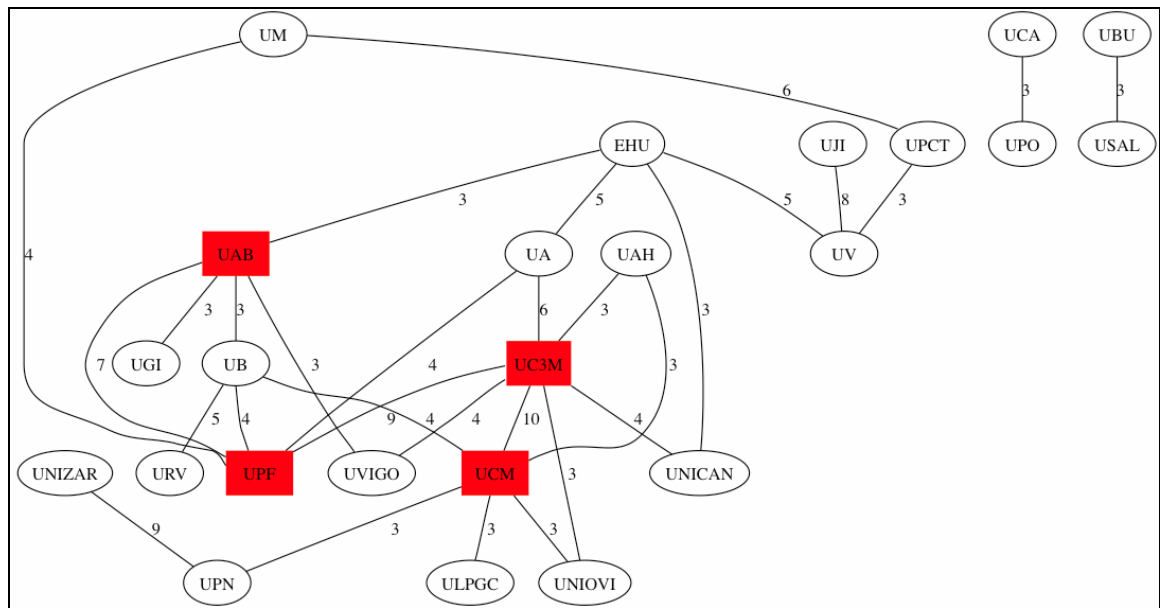 UM
UCA
UBU
6
3
3
EHU
UJI
UPCT
UPO
USAL
3
5
5
8
3
4
UAB
UA
UAH
UV
3
3
6
3
3
7
UGI
UB
3
4
UC3M
3
5
4
9
4
4
10
4
UNIZAR
URV
UPF
UVIGO
UCM
3
UNICAN
9
3
3
3
UPN
ULPGC
UNIOVI